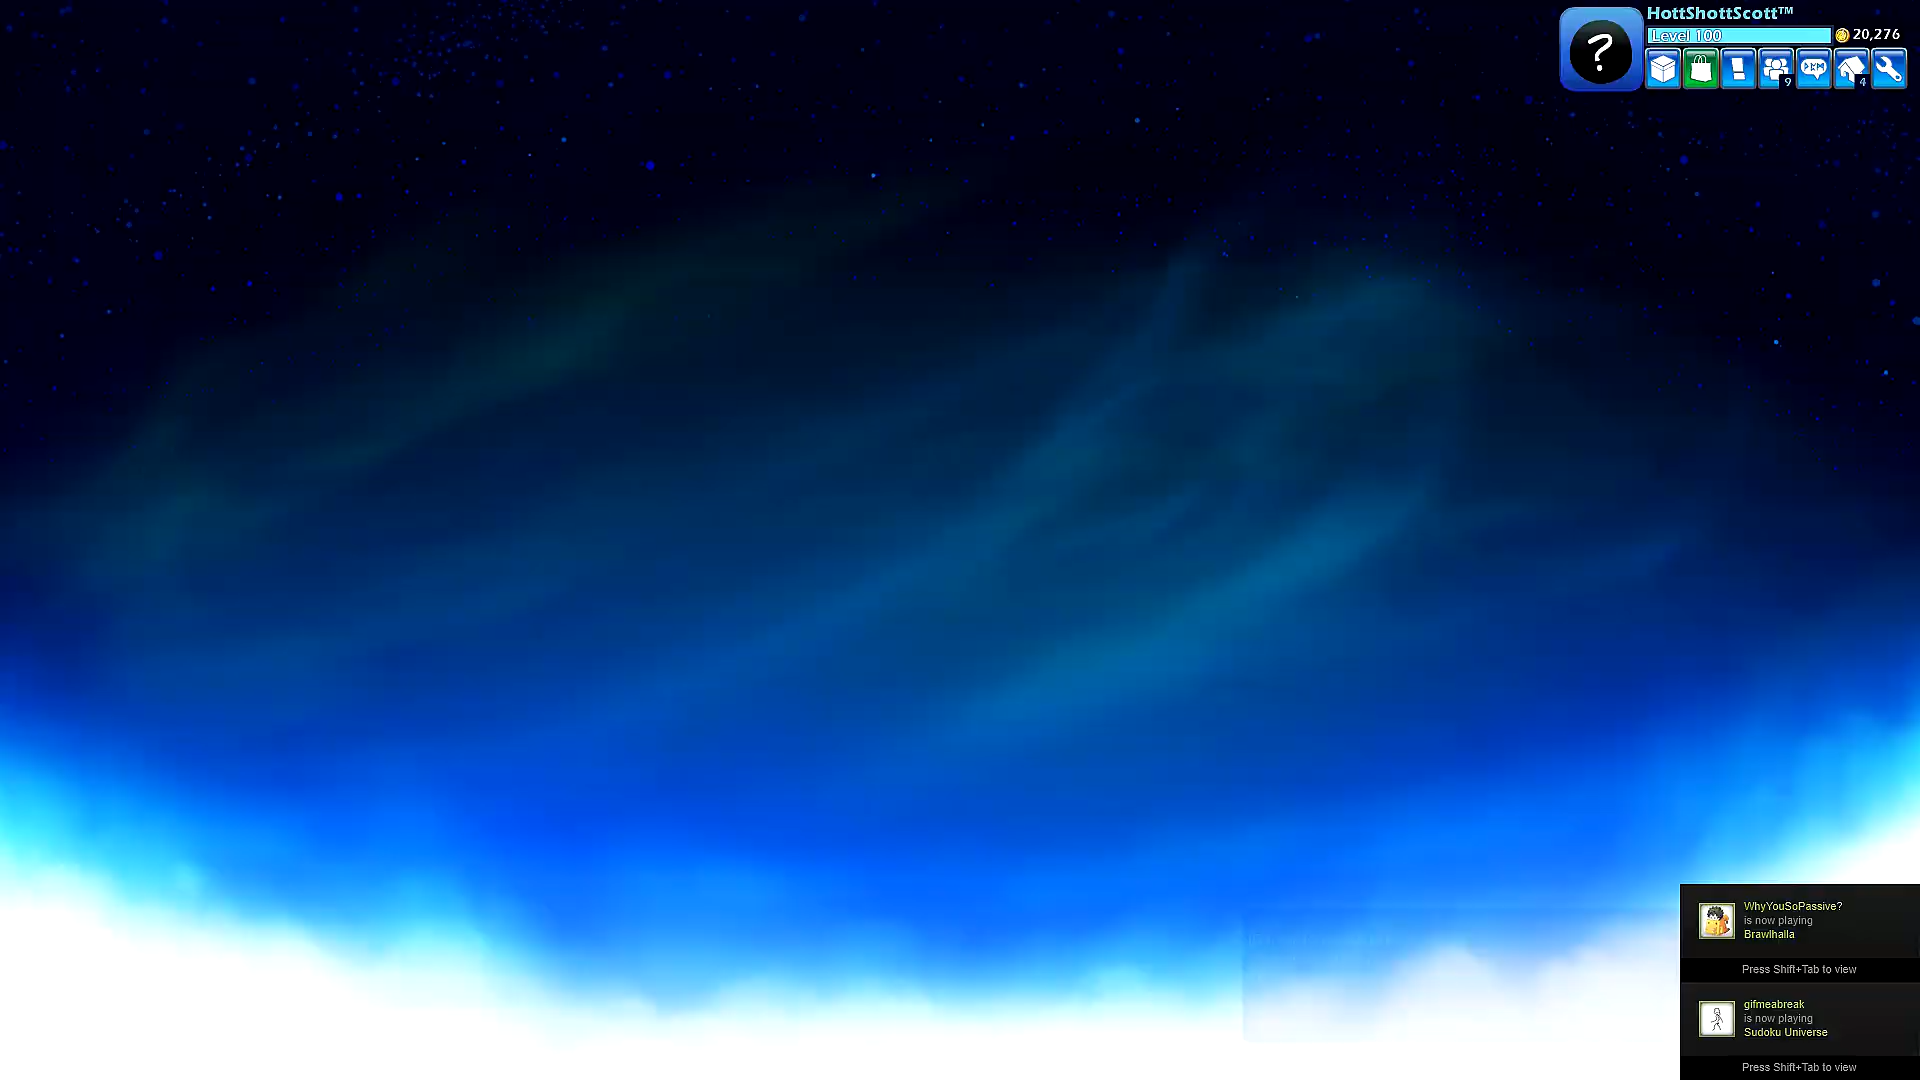 HottShottScott™
Level 100
20,276
?
9
4
WhyYouSoPassive?
is now playing
Brawlhalla
Press Shift+Tab to view
gifmeabreak
is now playing
Sudoku Universe
Press Shift+Tab to view